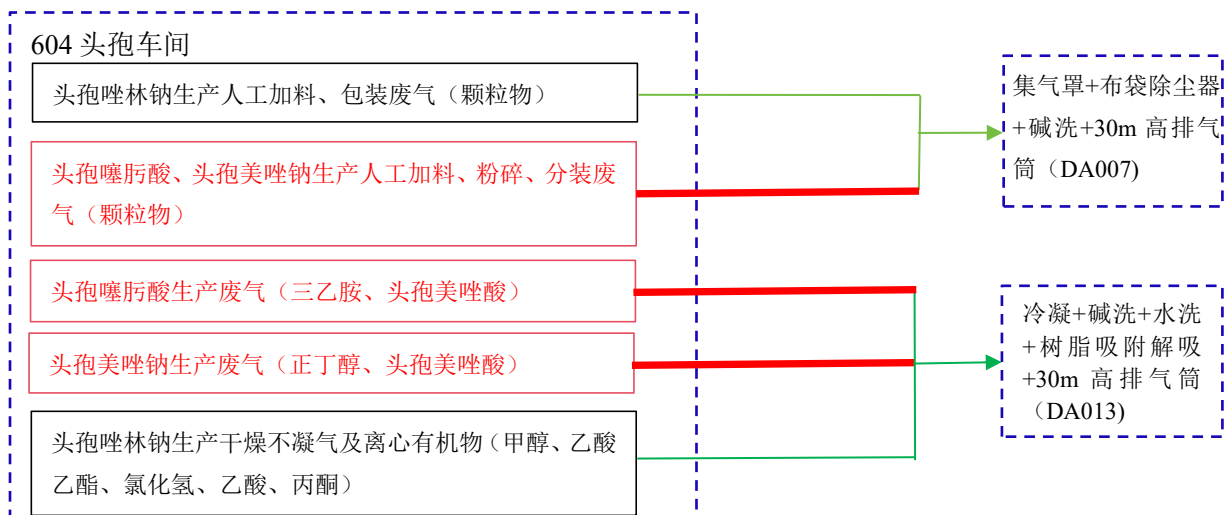 604 头孢车间
头孢唑林钠生产人工加料、包装废气（颗粒物）
头孢噻肟酸、头孢美唑钠生产人工加料、粉碎、分装废
气（颗粒物）
头孢噻肟酸生产废气（三乙胺、头孢美唑酸）
头孢美唑钠生产废气（正丁醇、头孢美唑酸）
头孢唑林钠生产干燥不凝气及离心有机物（甲醇、乙酸
乙酯、氯化氢、乙酸、丙酮）
集气罩+布袋除尘器
+碱洗+30m 高排气
筒（DA007)
冷凝+碱洗+水洗
+树脂吸附解吸
+30m 高排气筒
（DA013)